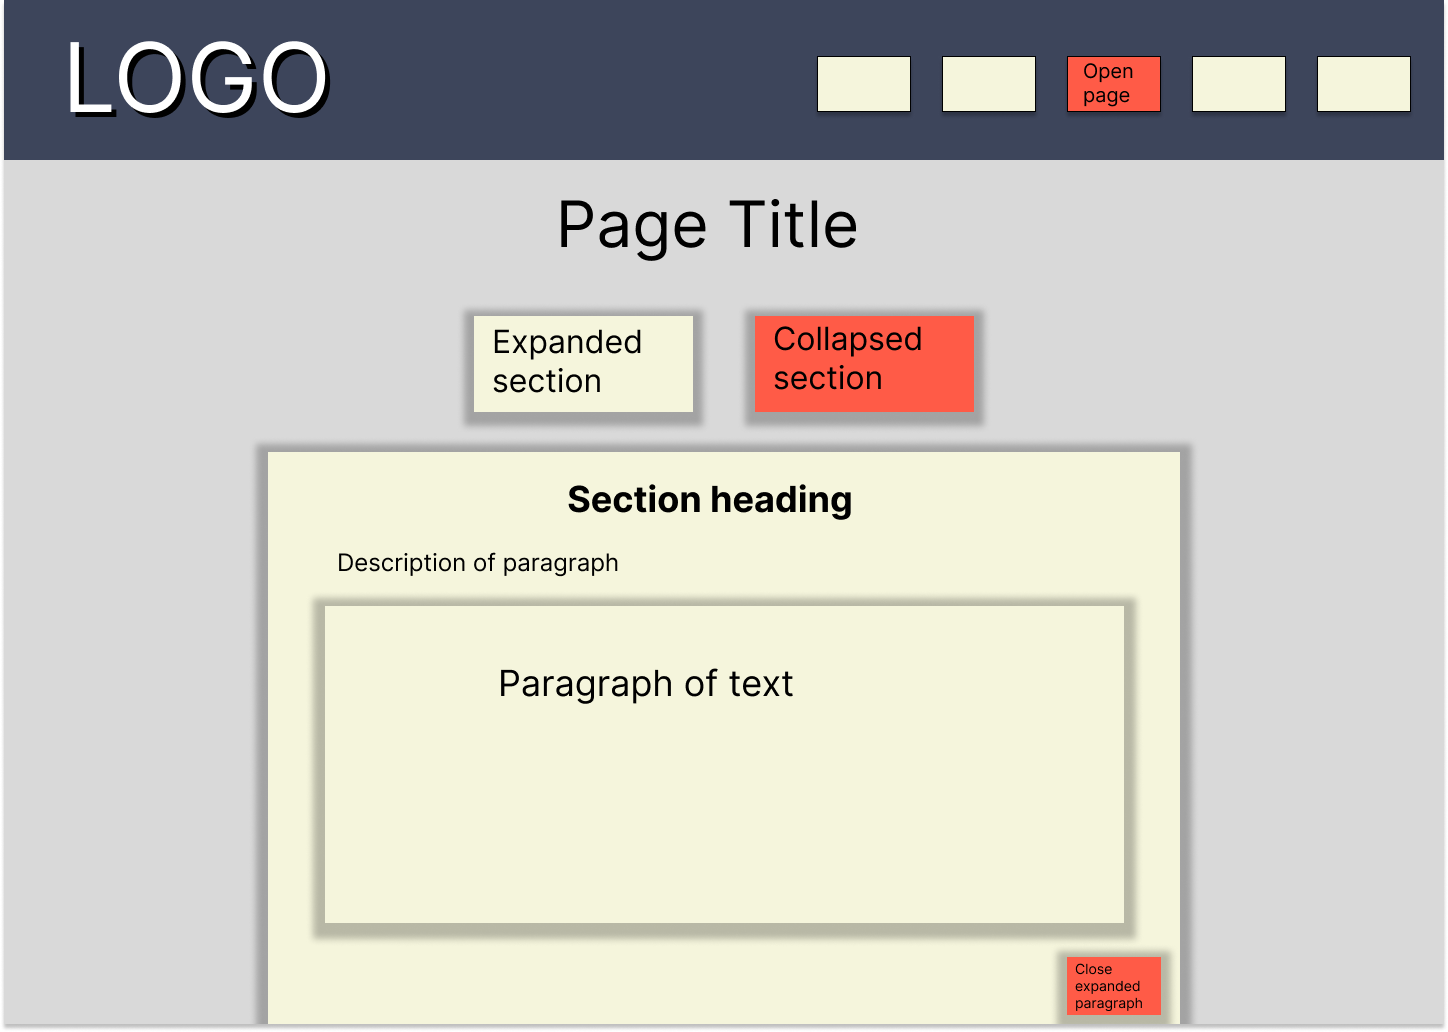 LOGO
Open
page
Page Title
Expanded
section
Collapsed
section
Section heading
Description of paragraph
Paragraph of text
Close
expanded
paragraph